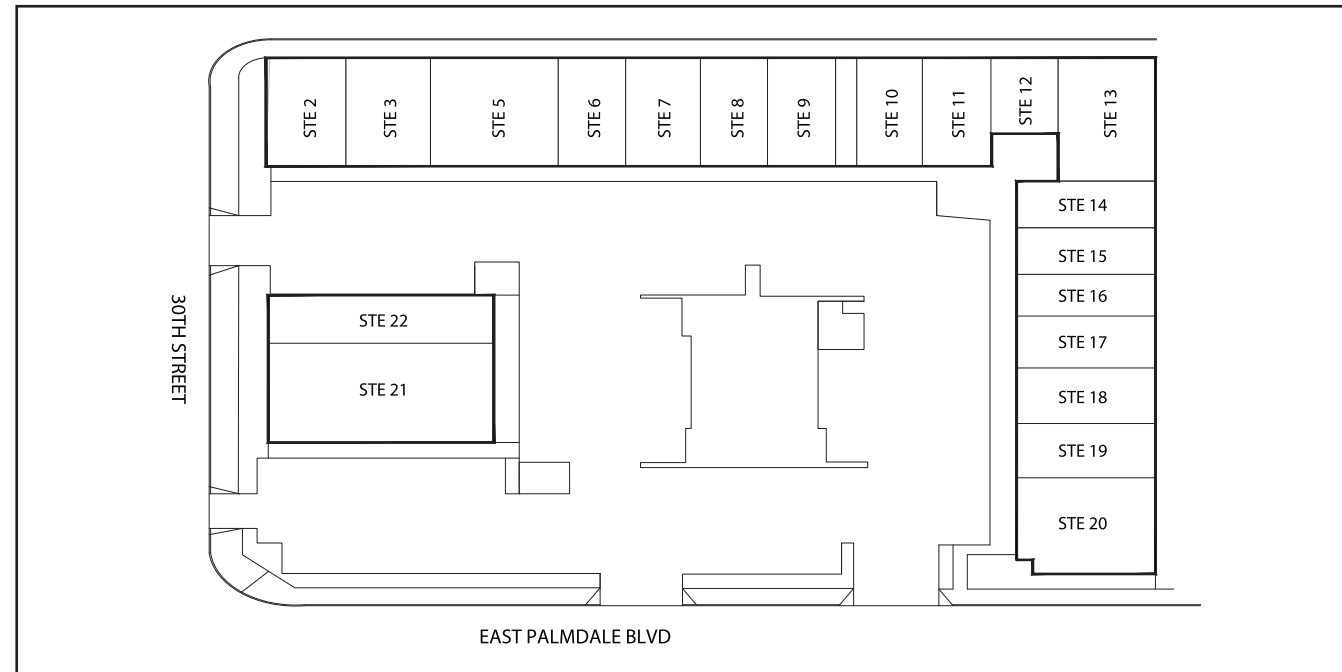 STE 2
STE 3
STE 5
STE 6
STE 7
STE 8
STE 9
STE 10
STE 11
STE 12
STE 13
STE 14
STE 15
STE 16
STE 17
STE 18
STE 19
STE 20
STE 22
STE 21
30TH STREET
EAST PALMDALE BLVD